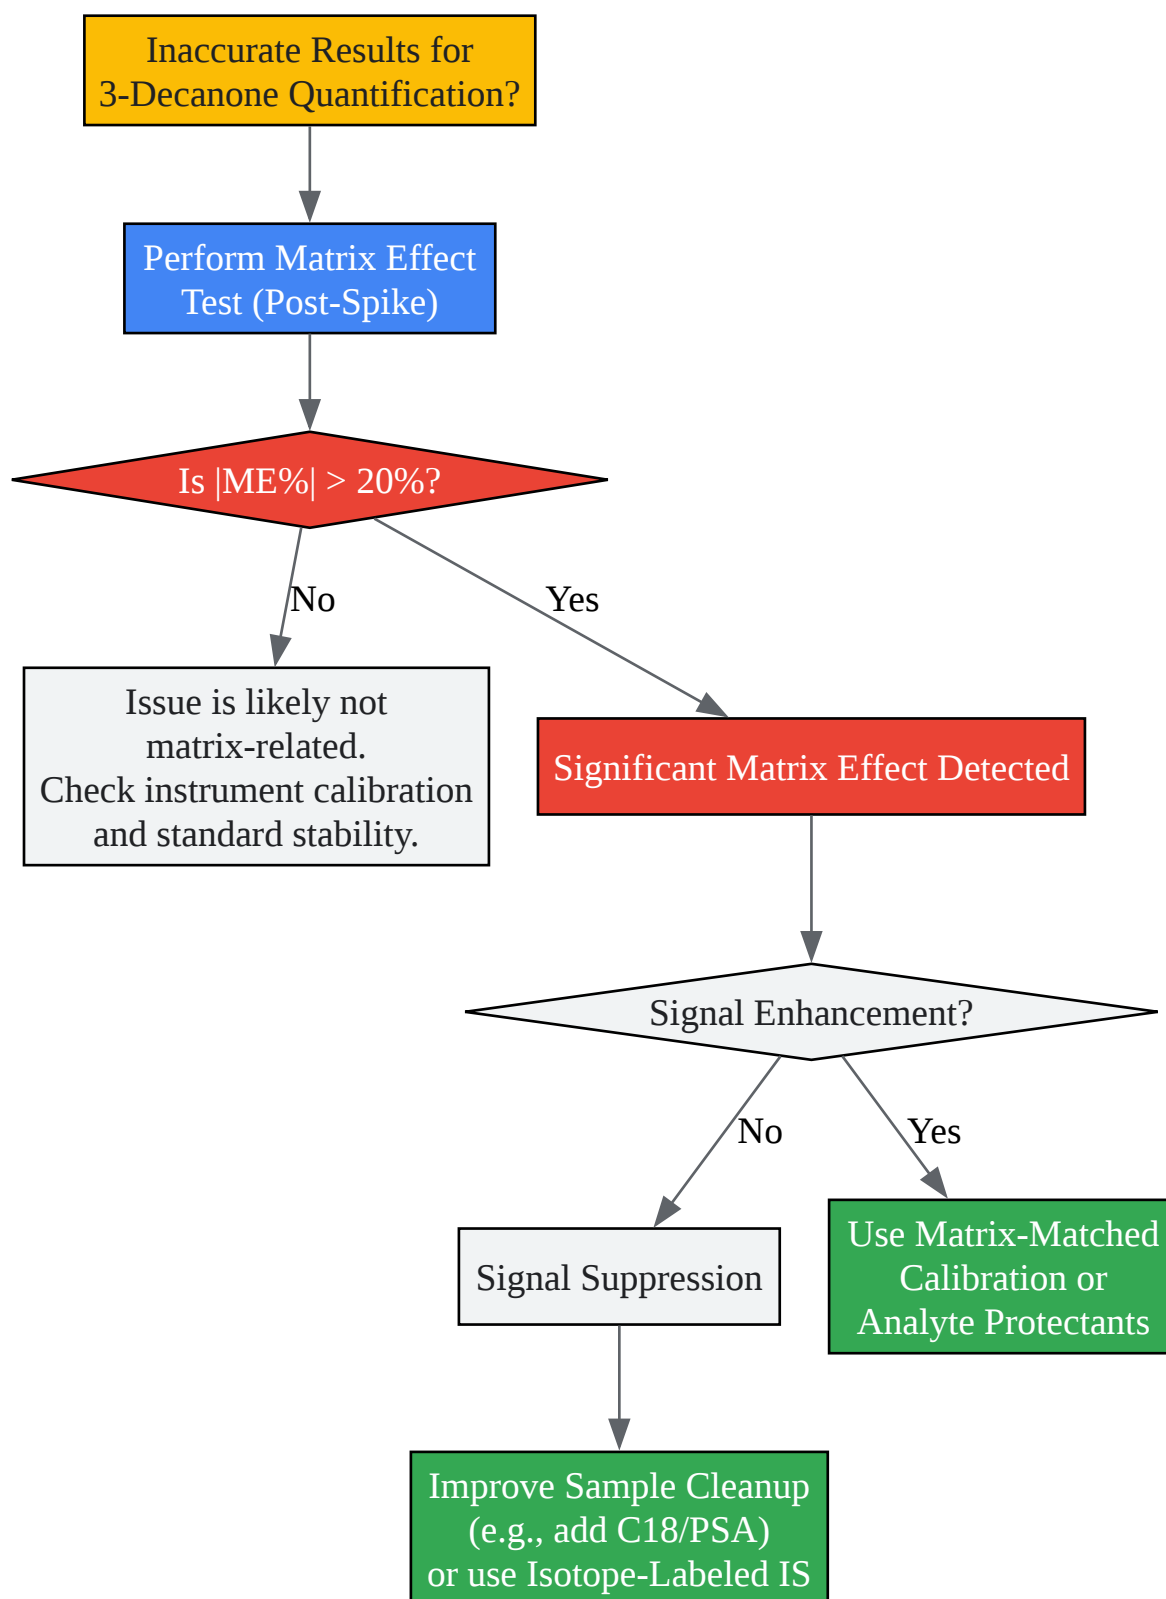 Inaccurate Results for
3-Decanone Quantification?
Perform Matrix Effect
Test (Post-Spike)
Is |ME%| > 20%?
No
Yes
Issue is likely not
matrix-related.
Check instrument calibration
and standard stability.
Significant Matrix Effect Detected
Signal Enhancement?
No
Yes
Signal Suppression
Use Matrix-Matched
Calibration or
Analyte Protectants
Improve Sample Cleanup
(e.g., add C18/PSA)
or use Isotope-Labeled IS